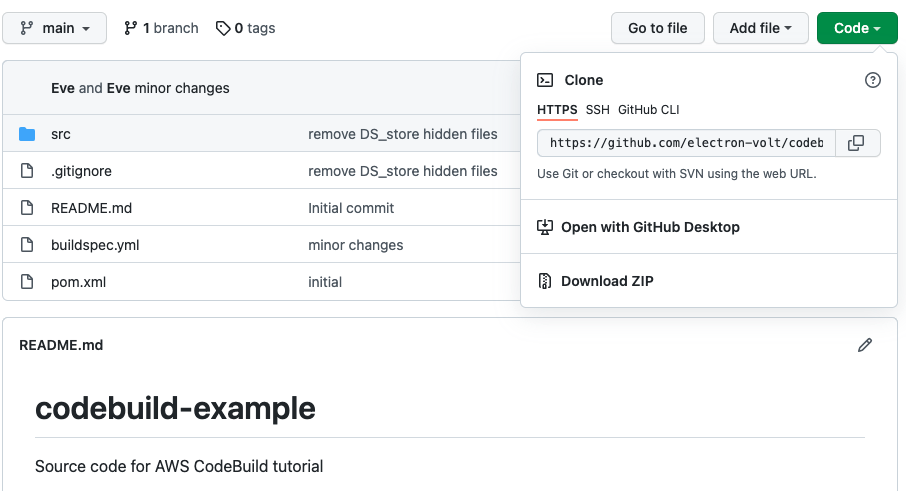 main 1 branch 0 tags Go to file Add file Code
Eve and Eve minor changes
src remove DS_store hidden files
.gitignore remove DS_store hidden files
README.md Initial commit
buildspec.yml minor changes
pom.xml initial
Clone
HTTPS SSH GitHub CLI
https://github.com/electron-volt/codeb
Use Git or checkout with SVN using the web URL.
Open with GitHub Desktop
Download ZIP
README.md
codebuild-example
Source code for AWS CodeBuild tutorial